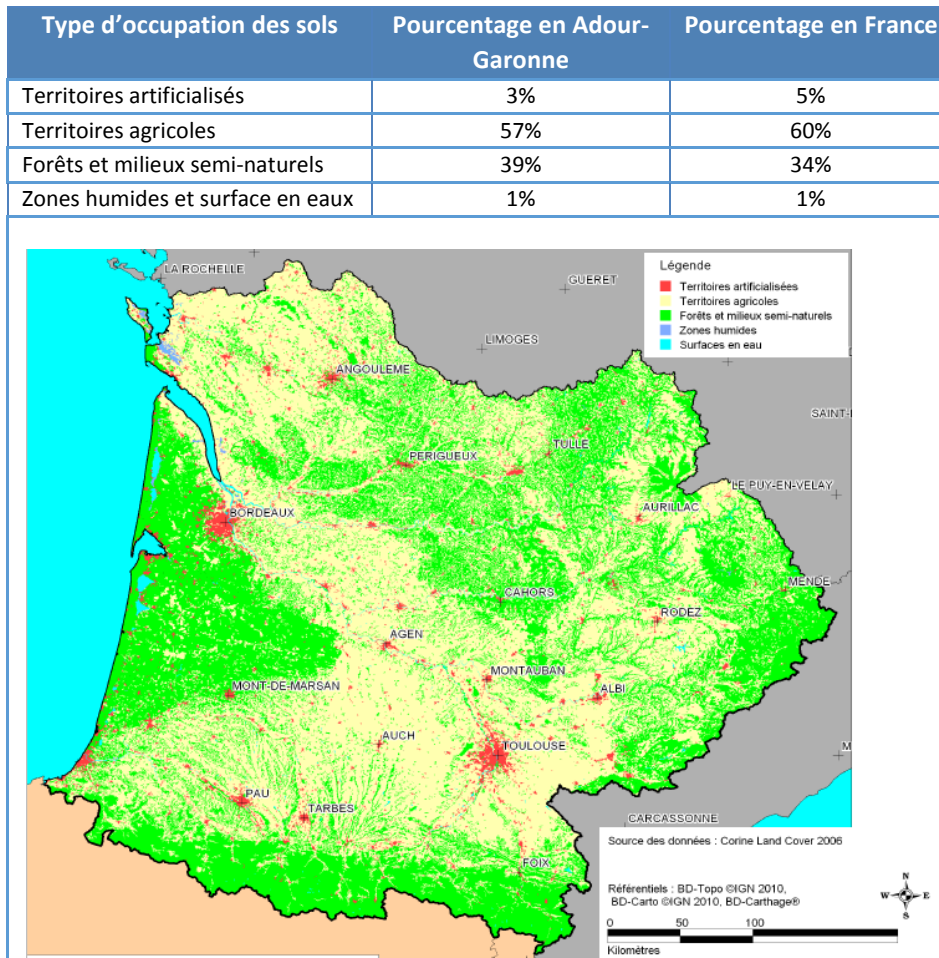 Type d'occupation des sols Pourcentage en Adour-Garonne Pourcentage en France
Territoires artificialisés 3% 5%
Territoires agricoles 57% 60%
Forêts et milieux semi-naturels 39% 34%
Zones humides et surface en eaux 1% 1%
Légende
Territoires artificialisées
Territoires agricoles
Forêts et milieux semi-naturels
Zones humides
Surfaces en eau
LA ROCHELLE
GUERET
LIMOGES
ANGOULEME
SAINT-
PERIGUEUX
TULLE
LE PUY-EN-VELAY
AURILLAC
BORDEAUX
MENDE
CAHORS
RODEZ
AGEN
MONTAUBAN
MONT-DE-MARSAN
ALBI
AUCH
TOULOUSE
M
PAU
TARBES
CARCASSONNE
FOIX
Source des données : Corine Land Cover 2006
Référentiels : BD-Topo ©IGN 2010,
BD-Carto ©IGN 2010, BD-Carthage®
N
W E
S
0 50 100
Kilomètres